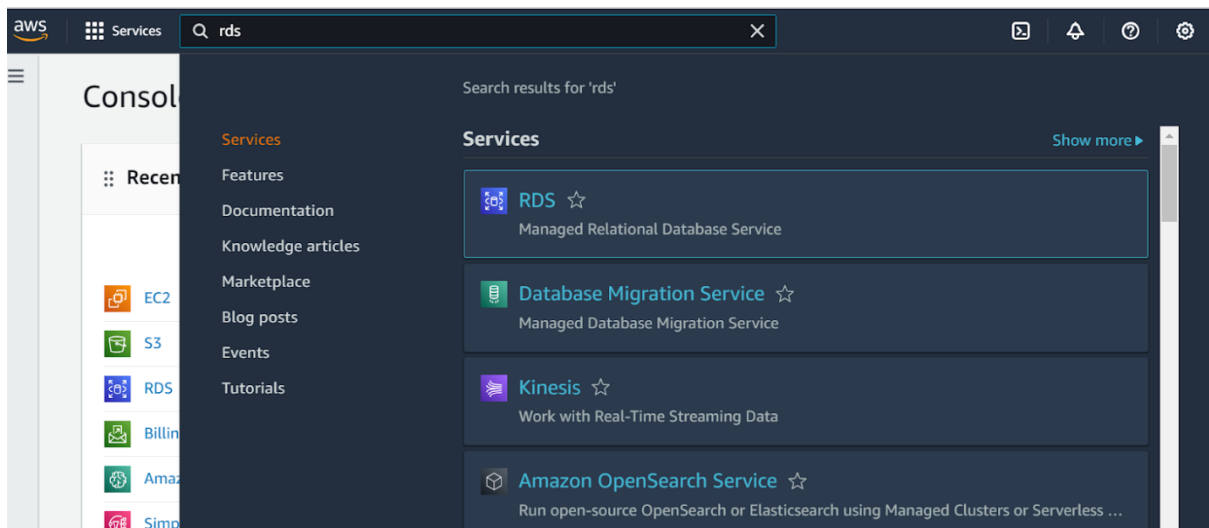 aws
Services
rds
Console
Search results for 'rds'
Services
Features
Documentation
Knowledge articles
Marketplace
Blog posts
Events
Tutorials
Services
Show more
RDS
Managed Relational Database Service
Database Migration Service
Managed Database Migration Service
Kinesis
Work with Real-Time Streaming Data
Amazon OpenSearch Service
Run open-source OpenSearch or Elasticsearch using Managed Clusters or Serverless ...
Recen
EC2
S3
RDS
Billin
Amaz
Simp